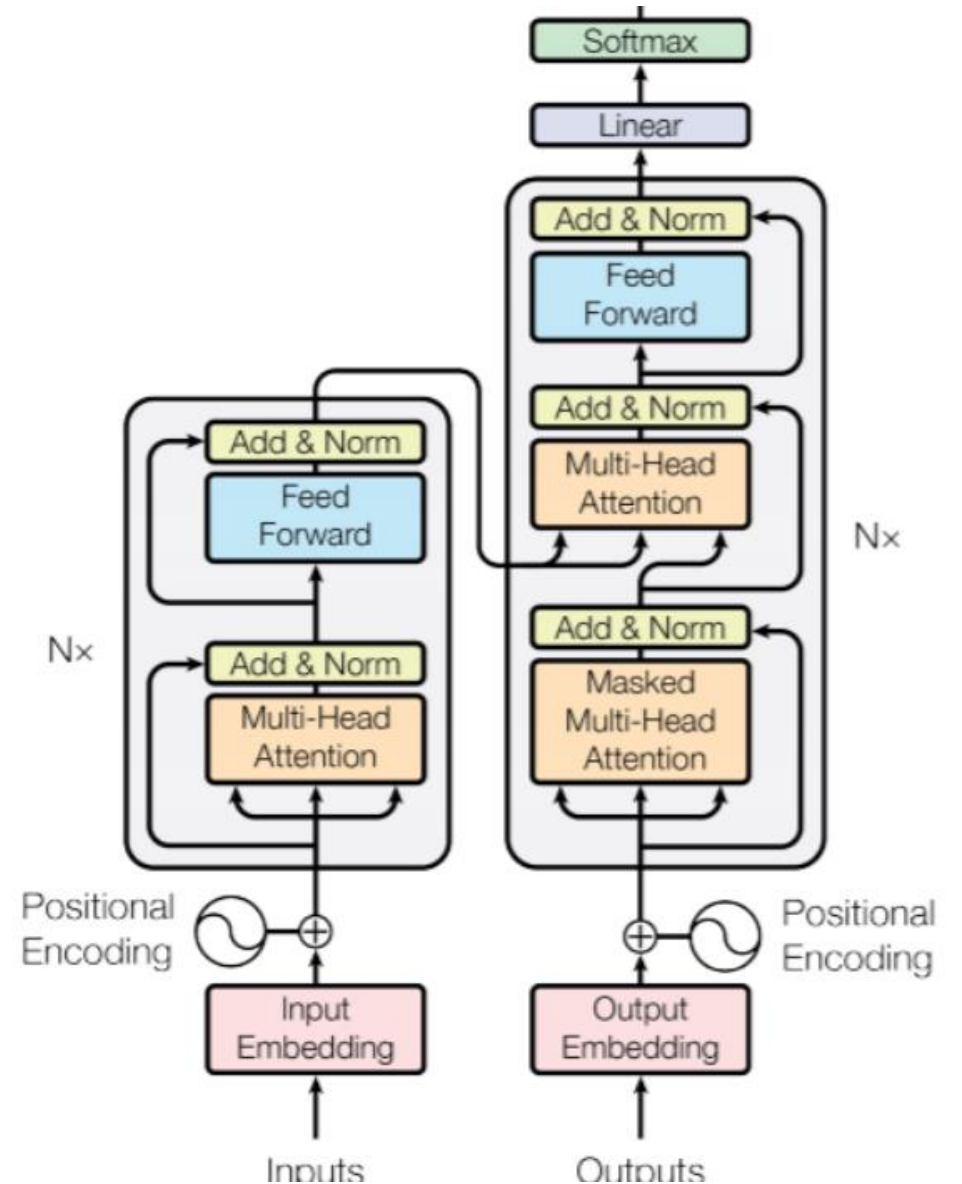 Softmax
Linear
Add & Norm
Feed
Forward
Add & Norm
Multi-Head
Attention
Add & Norm
Masked
Multi-Head
Attention
Nx
Add & Norm
Feed
Forward
Add & Norm
Multi-Head
Attention
Nx
Positional
Encoding
Positional
Encoding
Input
Embedding
Output
Embedding
Inputs
Outputs